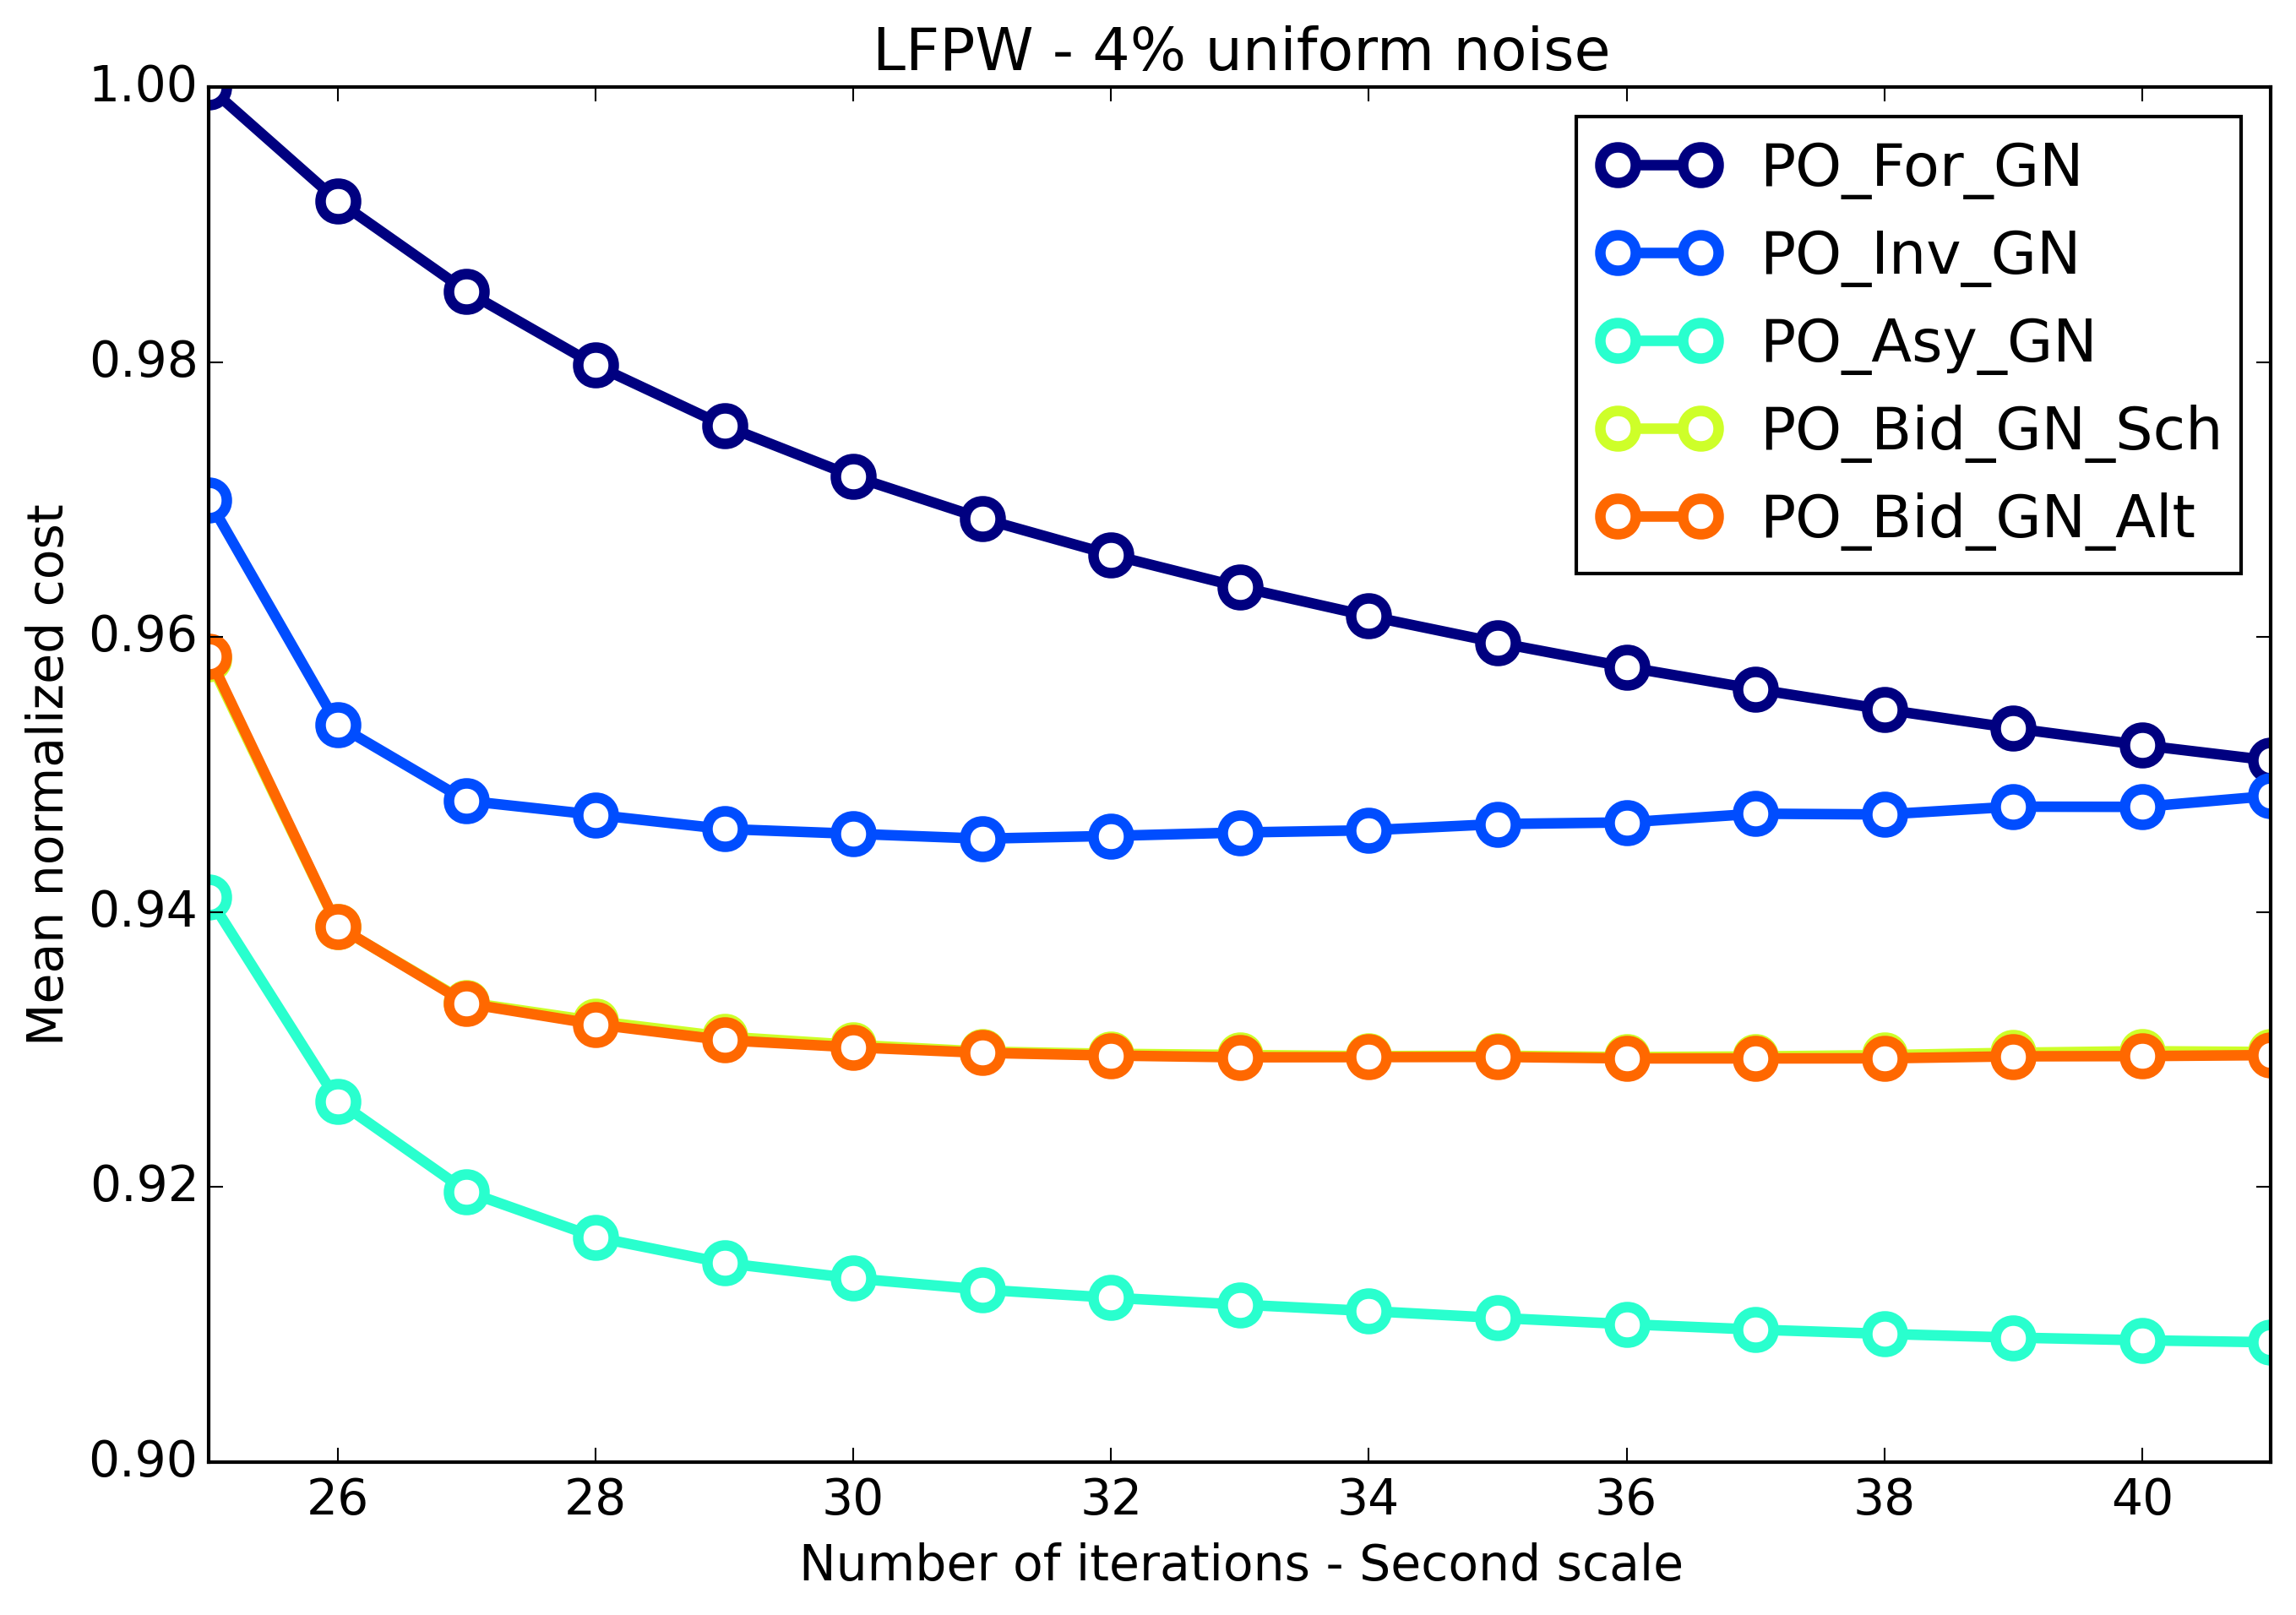 LFPW - 4% uniform noise
1.00
0.98
0.96
0.94
0.92
0.90
Mean normalized cost
PO_For_GN
PO_Inv_GN
PO_Asy_GN
PO_Bid_GN_Sch
PO_Bid_GN_Alt
26 28 30 32 34 36 38 40
Number of iterations - Second scale